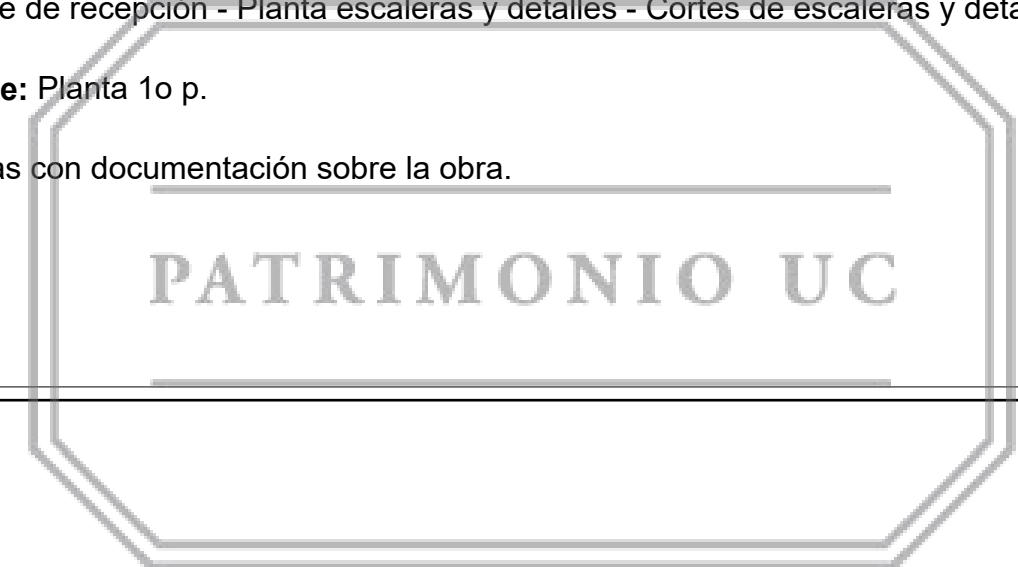 e de recepción - Planta escaleras y detalles - Cortes de escaleras y deta
e: Planta 1o p.
as con documentación sobre la obra.
PATRIMONIO UC